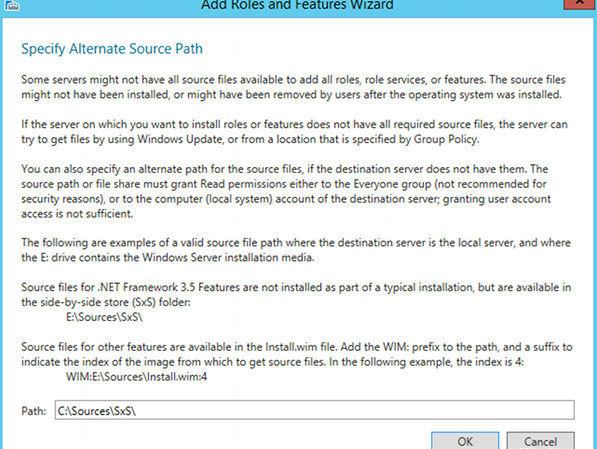 Add Roles and Features Wizard
Specify Alternate Source Path
Some servers might not have all source files available to add all roles, role services, or features. The source files
might not have been installed, or might have been removed by users after the operating system was installed.
If the server on which you want to install roles or features does not have all required source files, the server can
try to get files by using Windows Update, or from a location that is specified by Group Policy.
You can also specify an alternate path for the source files, if the destination server does not have them. The
source path or file share must grant Read permissions either to the Everyone group (not recommended for
security reasons), or to the computer (local system) account of the destination server; granting user account
access is not sufficient.
The following are examples of a valid source file path where the destination server is the local server, and where
the E: drive contains the Windows Server installation media.
Source files for .NET Framework 3.5 Features are not installed as part of a typical installation, but are available in
the side-by-side store (SxS) folder:
E:\Sources\SxS\
Source files for other features are available in the Install.wim file. Add the WIM: prefix to the path, and a suffix to
indicate the index of the image from which to get source files. In the following example, the index is 4:
WIM:E:\Sources\Install.wim:4
Path: C:\Sources\SxS\
OK Cancel